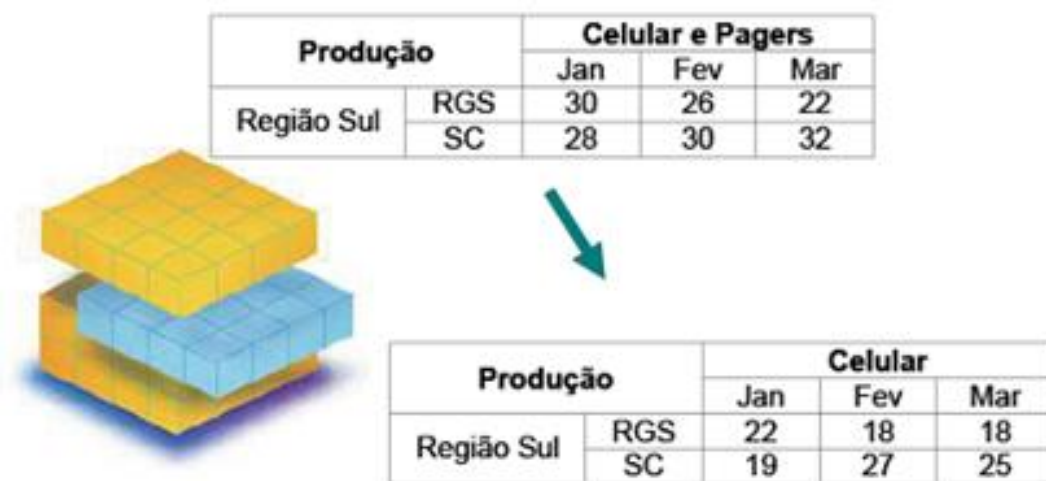 Produção Celular e Pagers
Jan Fev Mar
Região Sul RGS 30 26 22
SC 28 30 32
Produção Celular
Jan Fev Mar
Região Sul RGS 22 18 18
SC 19 27 25